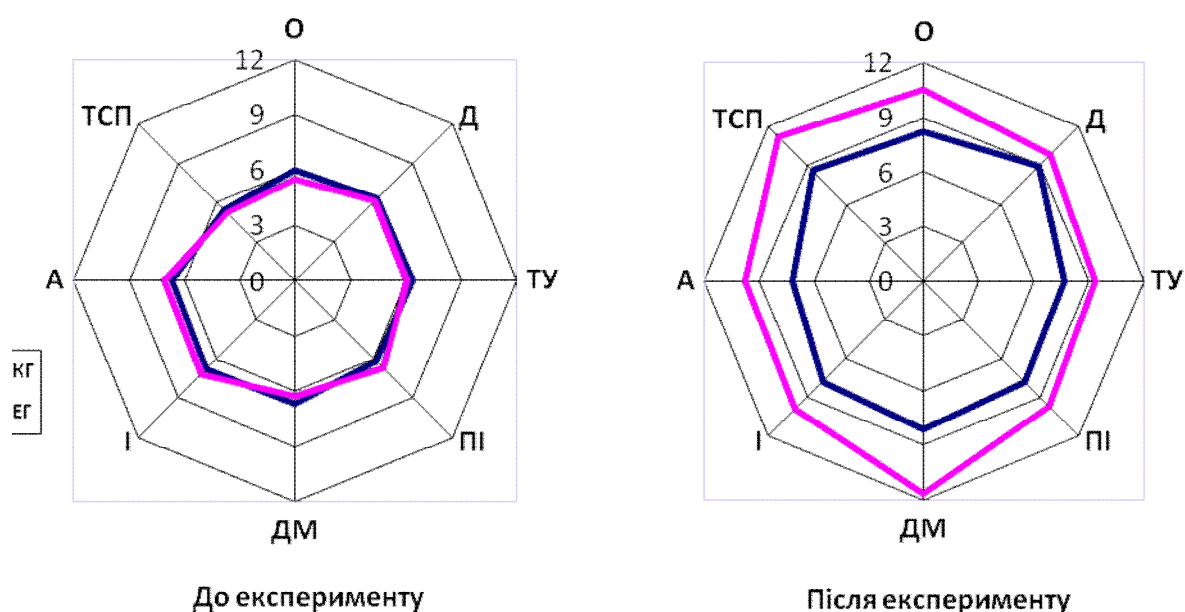 О
12
9
6
3
0
Д
ТУ
ПІ
ДМ
І
А
ТСП
кг
ег
До експерименту
О
12
9
6
3
0
Д
ТУ
ПІ
ДМ
І
А
ТСП
Після експерименту